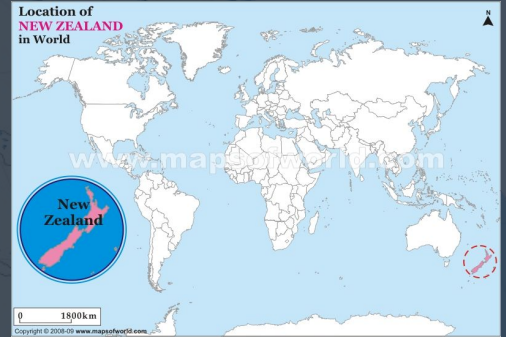 Location of
NEW ZEALAND
in World
N
www.mapsofworld.com
New
Zealand
0 1800km
Copyright © 2008-09 www.mapsofworld.com